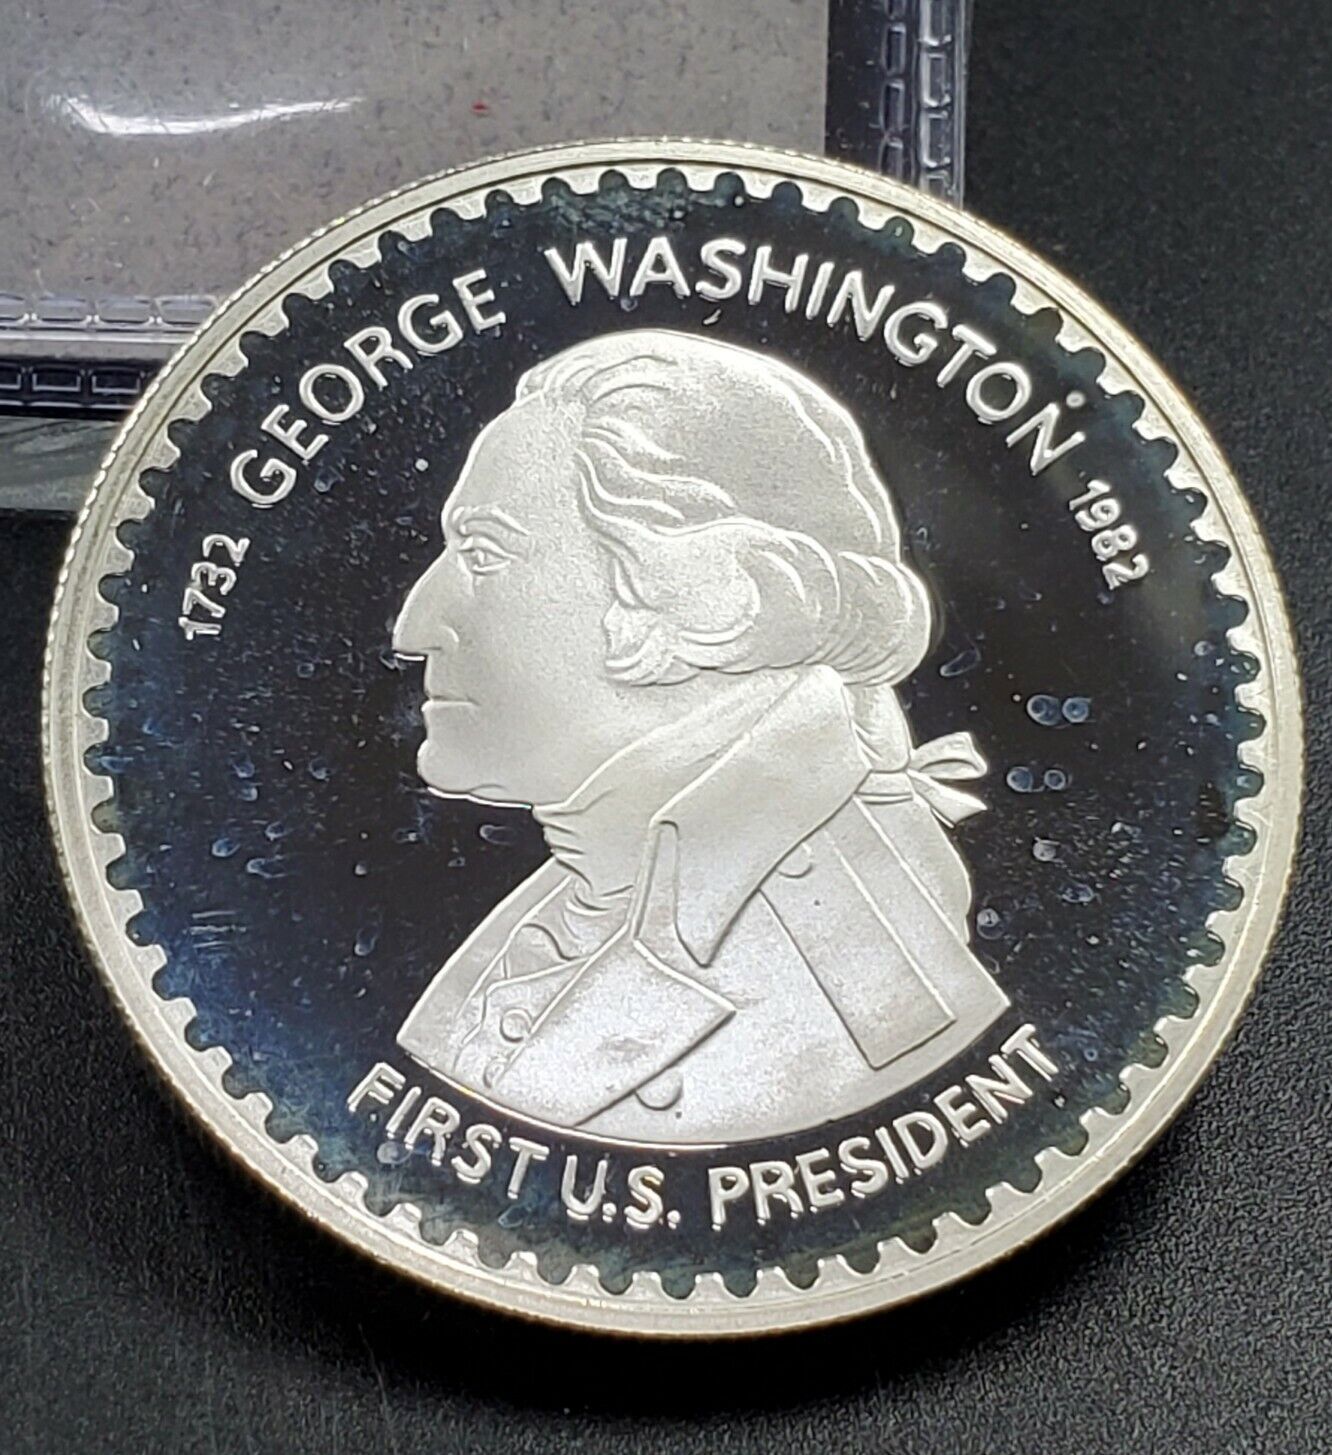 1732 GEORGE WASHINGTON 1982
FIRST U.S. PRESIDENT